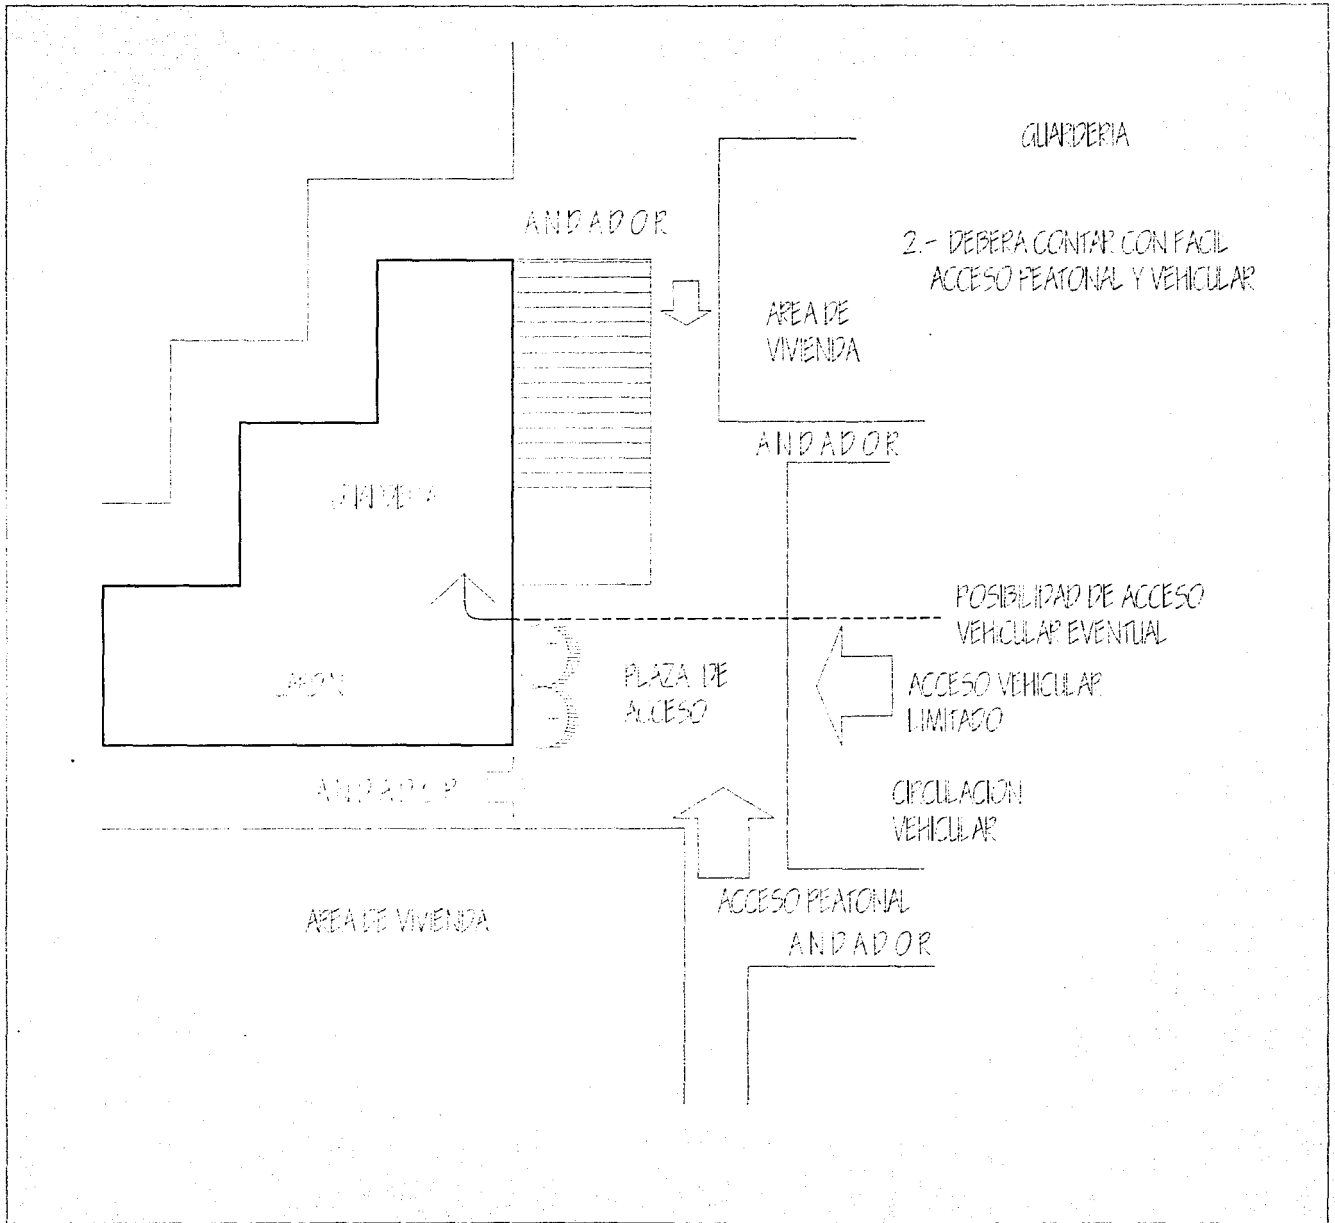 GUARDERIA
2.- DEBERA CONTAR CON FACIL
ACCESO PEATONAL Y VEHICULAR
ANDADOR
AREA DE
VIVIENDA
ANDADOR
POSIBILIDAD DE ACCESO
VEHICULAR EVENTUAL
PLAZA DE
ACCESO
ACCESO VEHICULAR
LIMITADO
ANDADOR
CIRCULACION
VEHICULAR
ACCESO PEATONAL
AREA DE VIVIENDA
ANDADOR